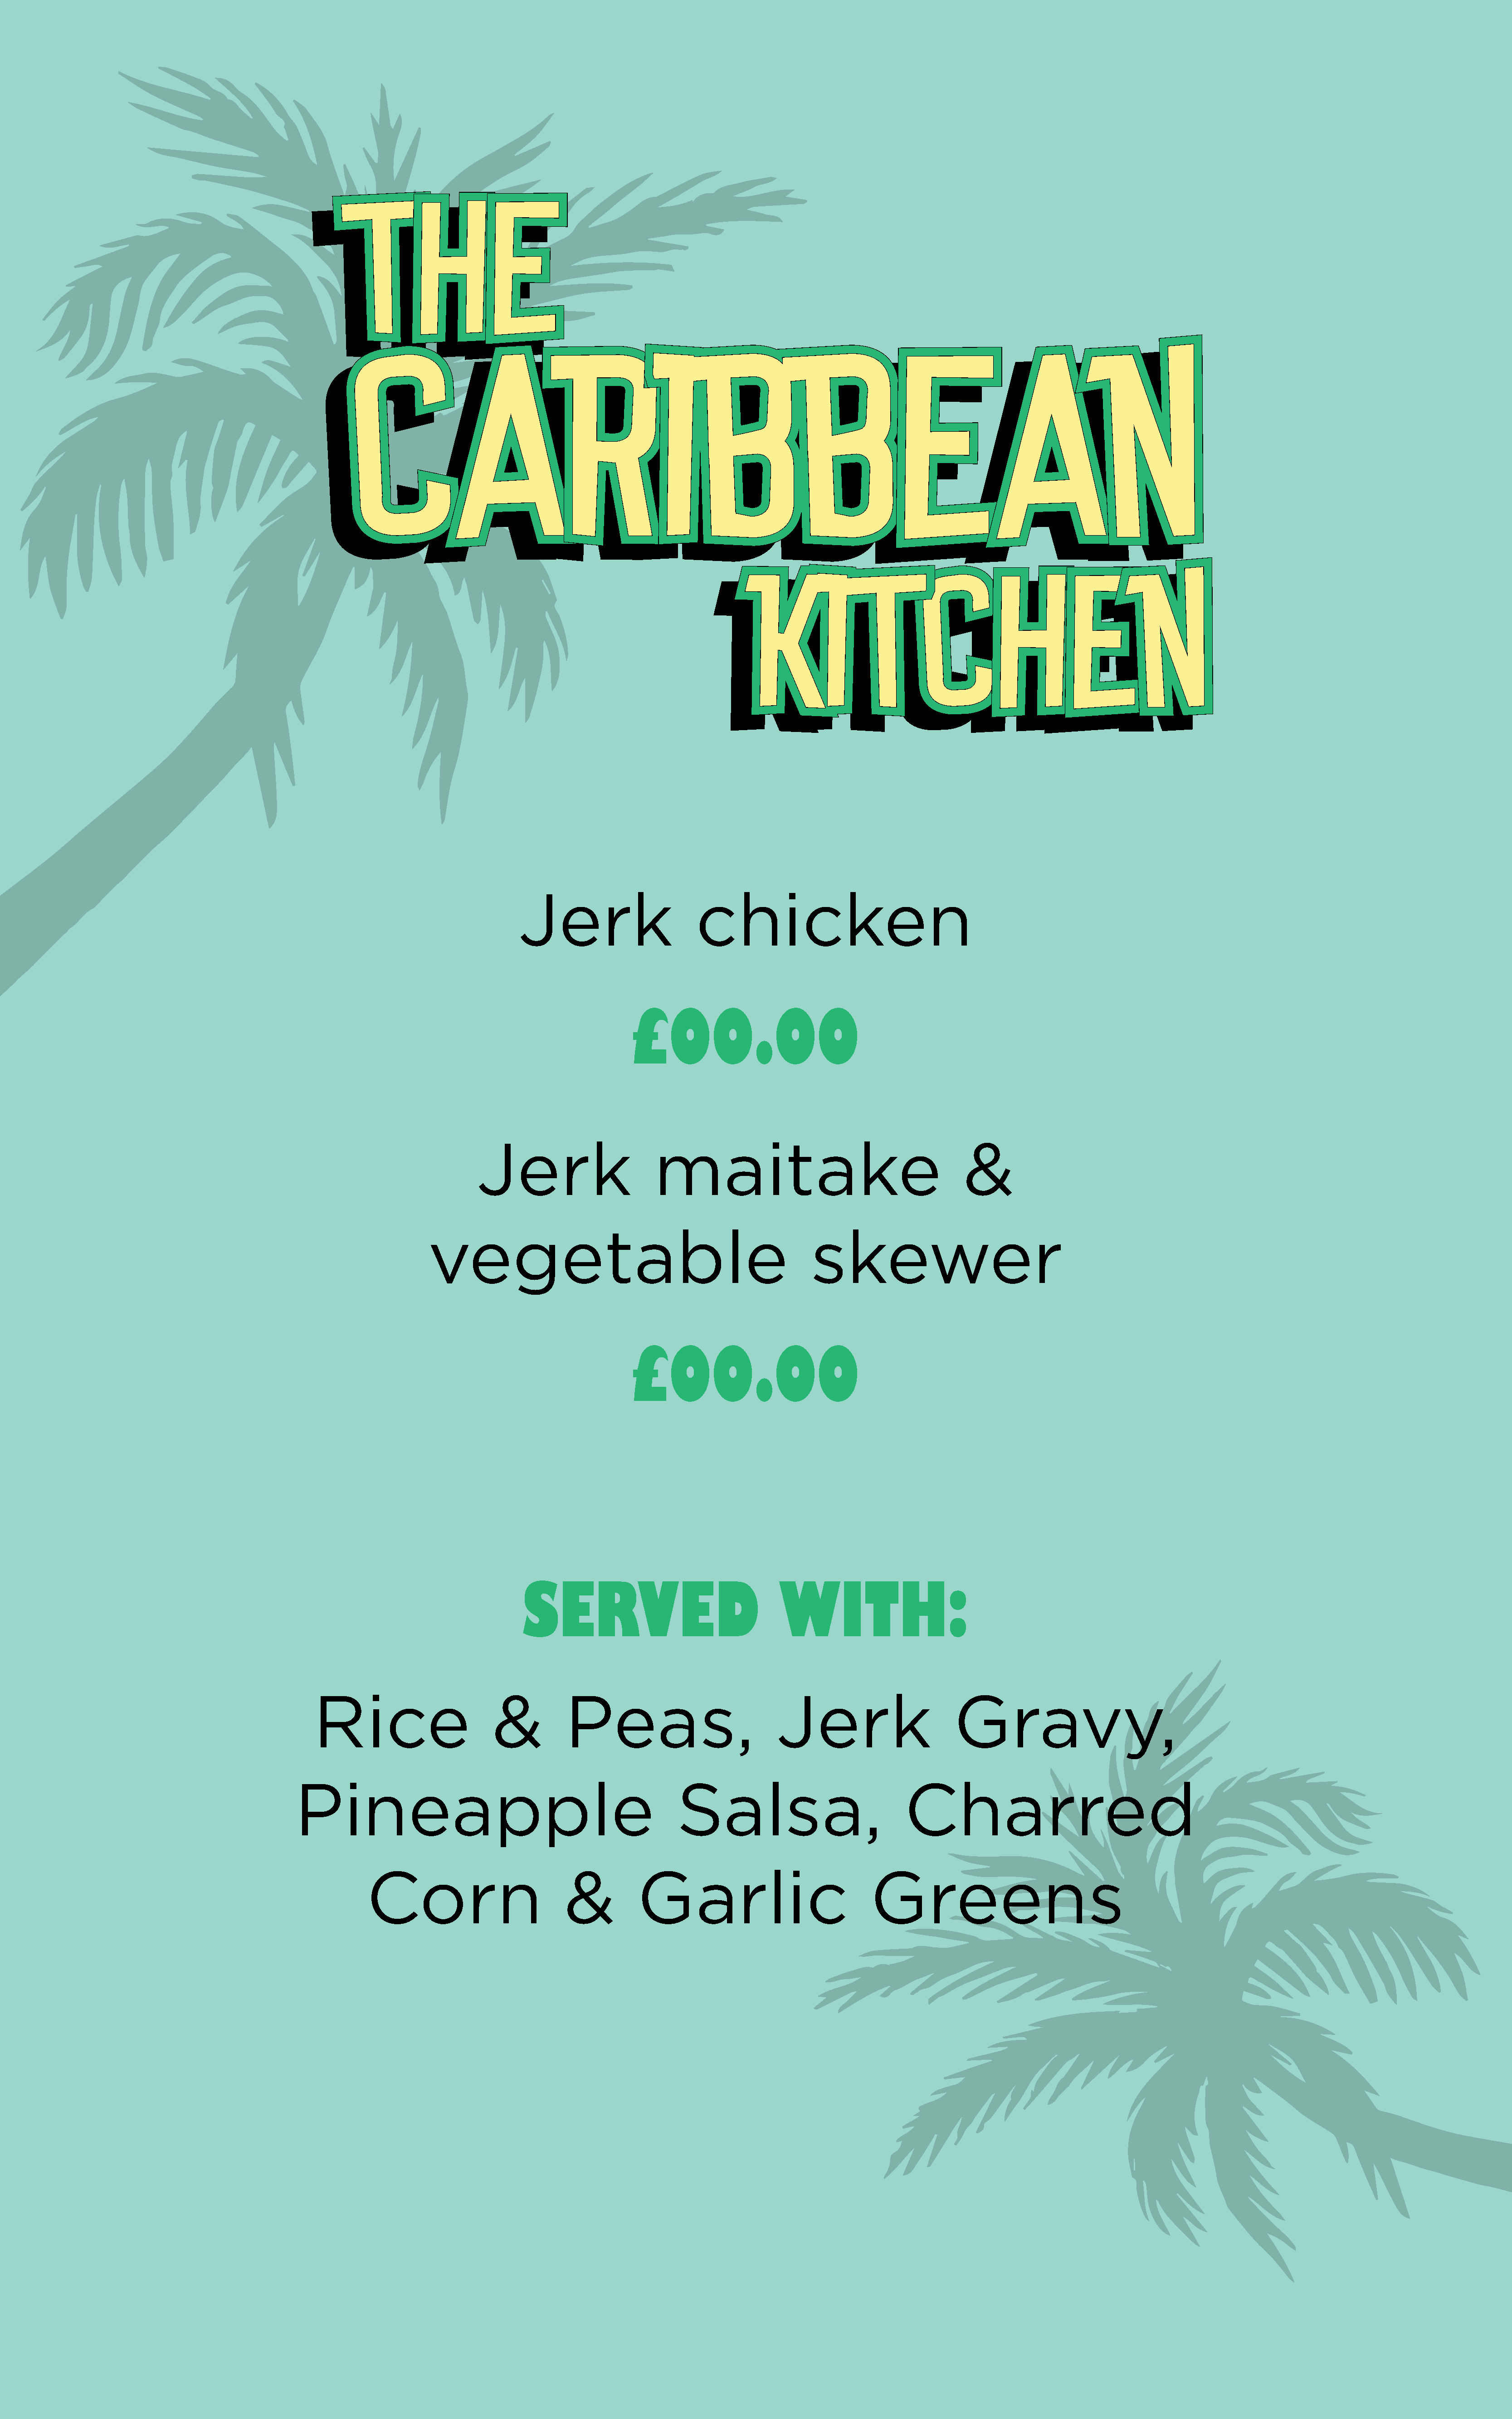 THE
CARIBBEAN
KITCHEN
Jerk chicken
£00.00
Jerk maitake &
vegetable skewer
£00.00
SERVED WITH:
Rice & Peas, Jerk Gravy,
Pineapple Salsa, Charred
Corn & Garlic Greens